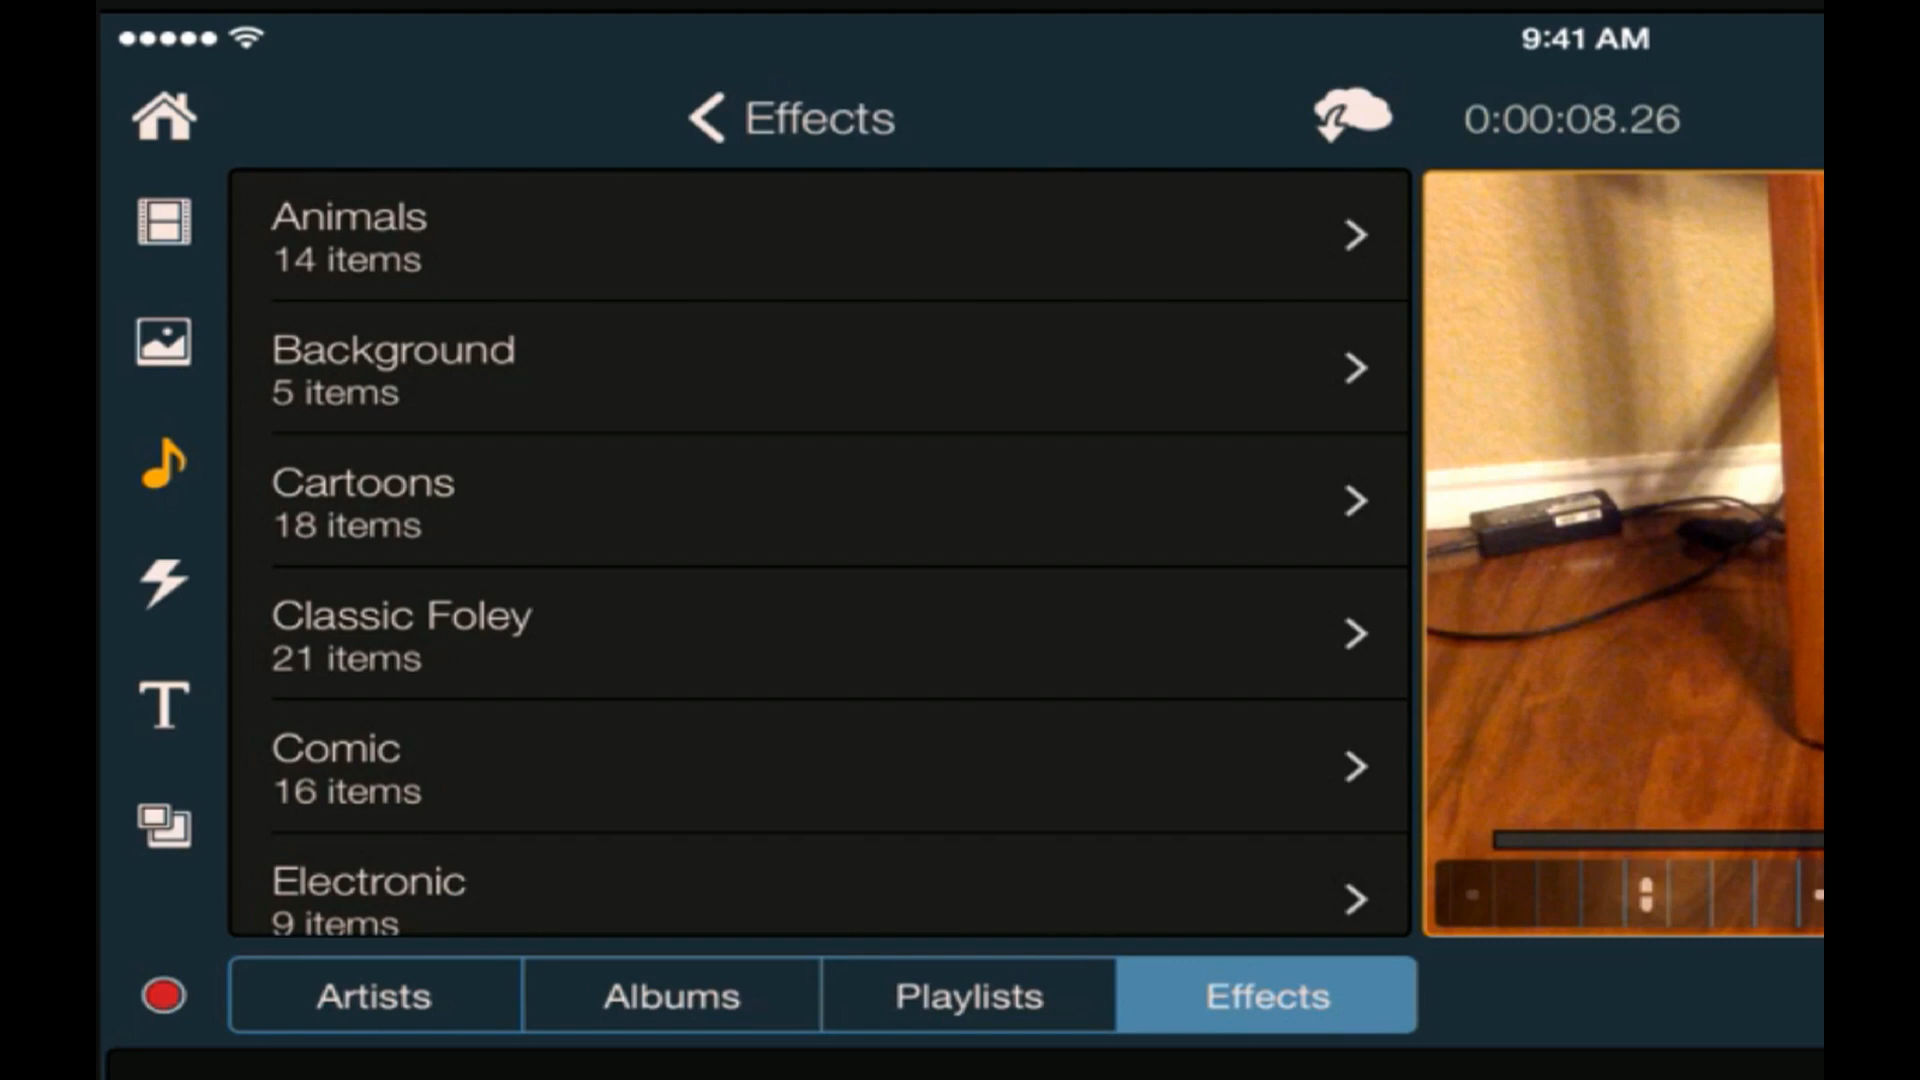 9:41 AM
Effects
0:00:08.26
Animals
14 items
Background
5 items
Cartoons
18 items
Classic Foley
21 items
Comic
16 items
Electronic
9 items
Artists
Albums
Playlists
Effects